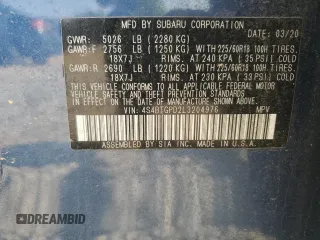 MFD. BY SUBARU CORPORATION 03/20
GVWR: 5026 LB (2280 KG)
GAWR:F 2756 LB (1250 KG) WITH 225/60R18 100H TIRES,
18X7J RIMS, AT 240 KPA (35 PSI) COLD
GAWR:R 2690 LB (1220 KG) WITH 225/60R18 100H TIRES,
18X7J RIMS, AT 230 KPA (33 PSI) COLD
THIS VEHICLE CONFORMS TO ALL APPLICABLE FEDERAL MOTOR
VEHICLE SAFETY, BUMPER, AND THEFT PREVENTION STANDARDS
IN EFFECT ON THE DATE OF MANUFACTURE SHOWN ABOVE.
VIN: 4S4BTGPD2L3204976 MPV
ASSEMBLED BY SIA INC. IN U.S.A.